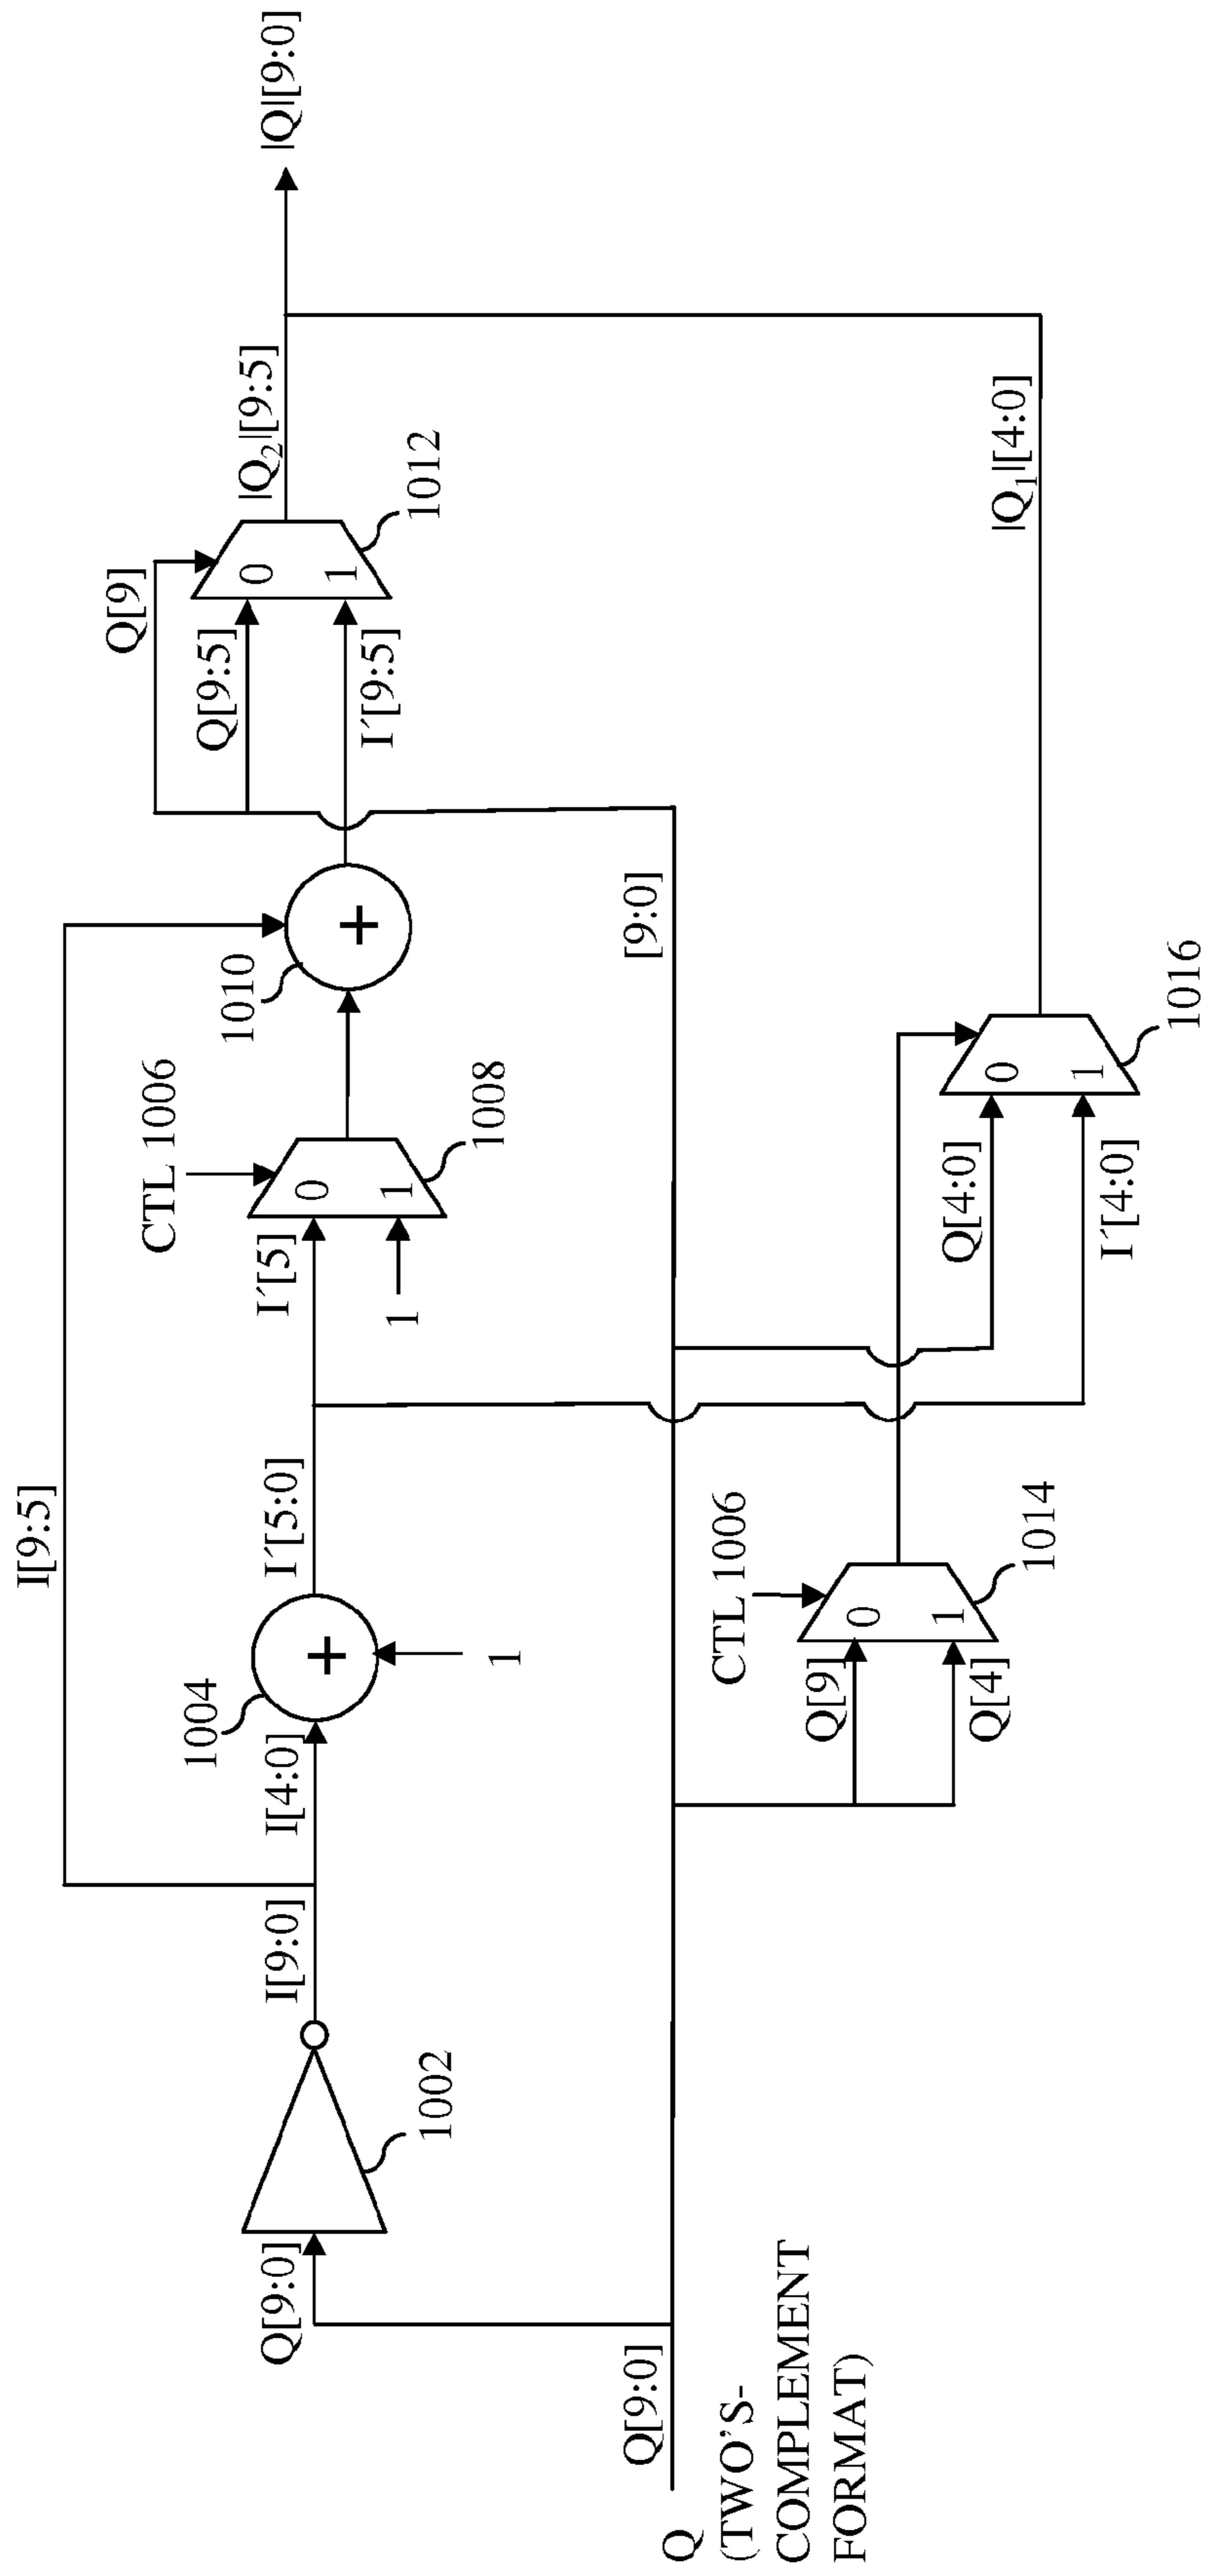 Q
(TWO'S-
COMPLEMENT
FORMAT)
Q[9:0]
Q[9:0]
1002
I[9:0]
I[9:5]
I[4:0]
1004
1
I´[5:0]
I´[5]
1
CTL 1006
0
1
1008
1010
[9:0]
Q[9]
Q[9:5]
I´[9:5]
0
1
1012
|Q2|[9:5]
|Q|[9:0]
Q[9]
Q[4]
CTL 1006
0
1
1014
Q[4:0]
I´[4:0]
0
1
1016
|Q1|[4:0]